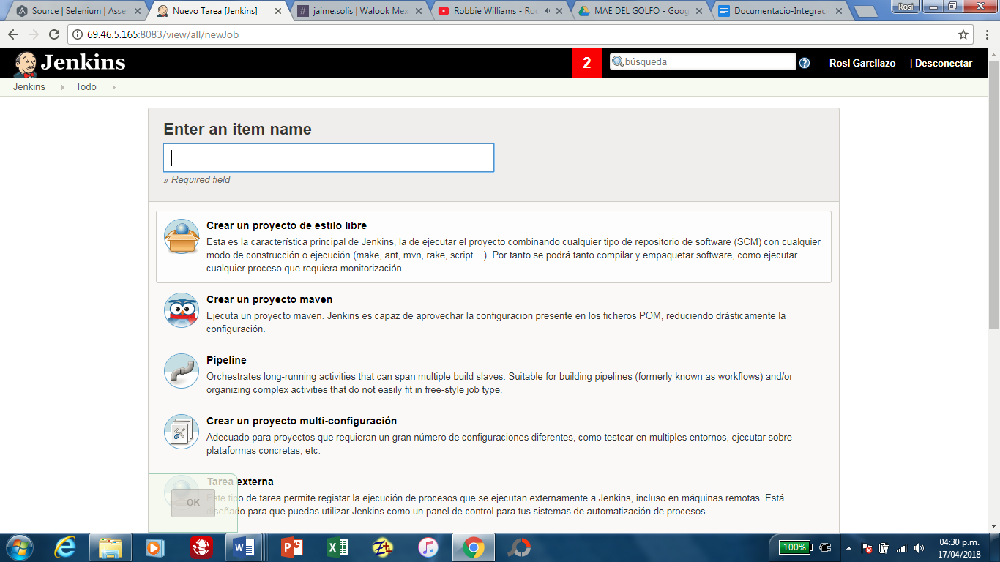 Source | Selenium | Asser
Nuevo Tarea [Jenkins]
jaime.solis | Walook Mex
Robbie Williams - Roc
MAE DEL GOLFO - Goog
Documentacio-Integraci
Rosi
69.46.5.165:8083/view/all/newJob
Jenkins
2
búsqueda
Rosi Garcilazo
| Desconectar
Jenkins
Todo
Enter an item name
» Required field
Crear un proyecto de estilo libre
Esta es la característica principal de Jenkins, la de ejecutar el proyecto combinando cualquier tipo de repositorio de software (SCM) con cualquier
modo de construcción o ejecución (make, ant, mvn, rake, script ...). Por tanto se podrá tanto compilar y empaquetar software, como ejecutar
cualquier proceso que requiera monitorización.
Crear un proyecto maven
Ejecuta un proyecto maven. Jenkins es capaz de aprovechar la configuracion presente en los ficheros POM, reduciendo drásticamente la
configuración.
Pipeline
Orchestrates long-running activities that can span multiple build slaves. Suitable for building pipelines (formerly known as workflows) and/or
organizing complex activities that do not easily fit in free-style job type.
Crear un proyecto multi-configuración
Adecuado para proyectos que requieran un gran número de configuraciones diferentes, como testear en multiples entornos, ejecutar sobre
plataformas concretas, etc.
Tarea externa
Este tipo de tarea permite registar la ejecución de procesos que se ejecutan externamente a Jenkins, incluso en máquinas remotas. Está
diseñado para que puedas utilizar Jenkins como un panel de control para tus sistemas de automatización de procesos.
OK
100%
04:30 p.m.
17/04/2018